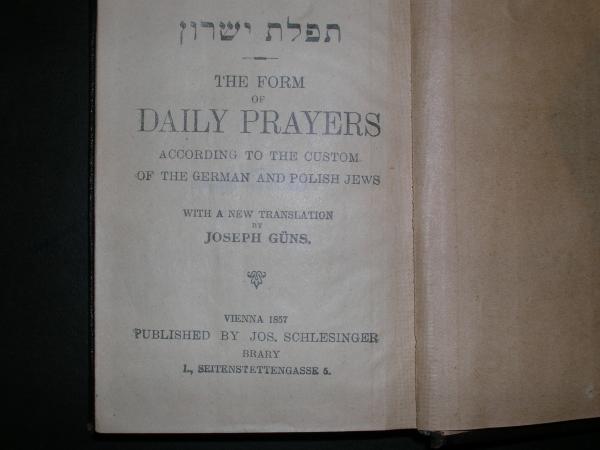 תפלת ישרון
THE FORM
OF
DAILY PRAYERS
ACCORDING TO THE CUSTOM
OF THE GERMAN AND POLISH JEWS
WITH A NEW TRANSLATION
BY
JOSEPH GÜNS.
VIENNA 1857
PUBLISHED BY JOS. SCHLESINGER
BRARY
I., SEITENSTETTENGASSE 5.